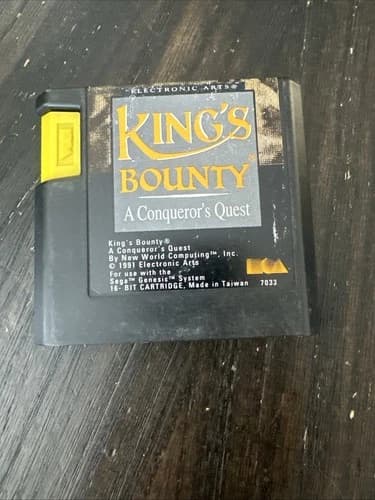 ELECTRONIC ARTS®
KING'S
BOUNTY®
A Conqueror's Quest
King's Bounty®
A Conqueror's Quest
By New World Computing™, Inc.
© 1991 Electronic Arts
For use with the
Sega™ Genesis™ System
16- BIT CARTRIDGE, Made in Taiwan 7033